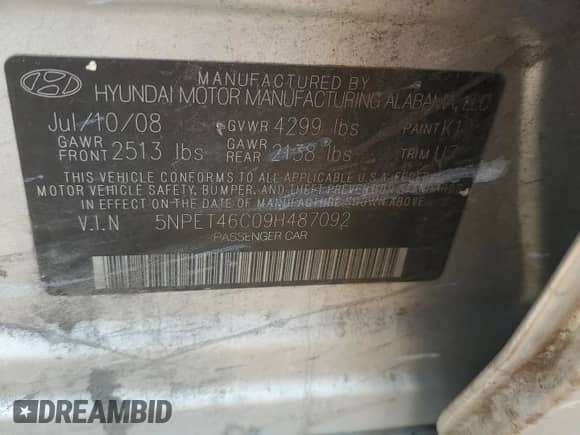 MANUFACTURED BY
HYUNDAI MOTOR MANUFACTURING ALABAMA, LLC
Jul/10/08 GVWR 4299 lbs PAINT K1
GAWR FRONT 2513 lbs GAWR REAR 2138 lbs TRIM UZ
THIS VEHICLE CONFORMS TO ALL APPLICABLE U.S.A. FEDERAL
MOTOR VEHICLE SAFETY, BUMPER, AND THEFT PREVENTION STANDARDS
IN EFFECT ON THE DATE OF MANUFACTURE SHOWN ABOVE.
V.I.N 5NPET46C09H487092
PASSENGER CAR
DREAMBID